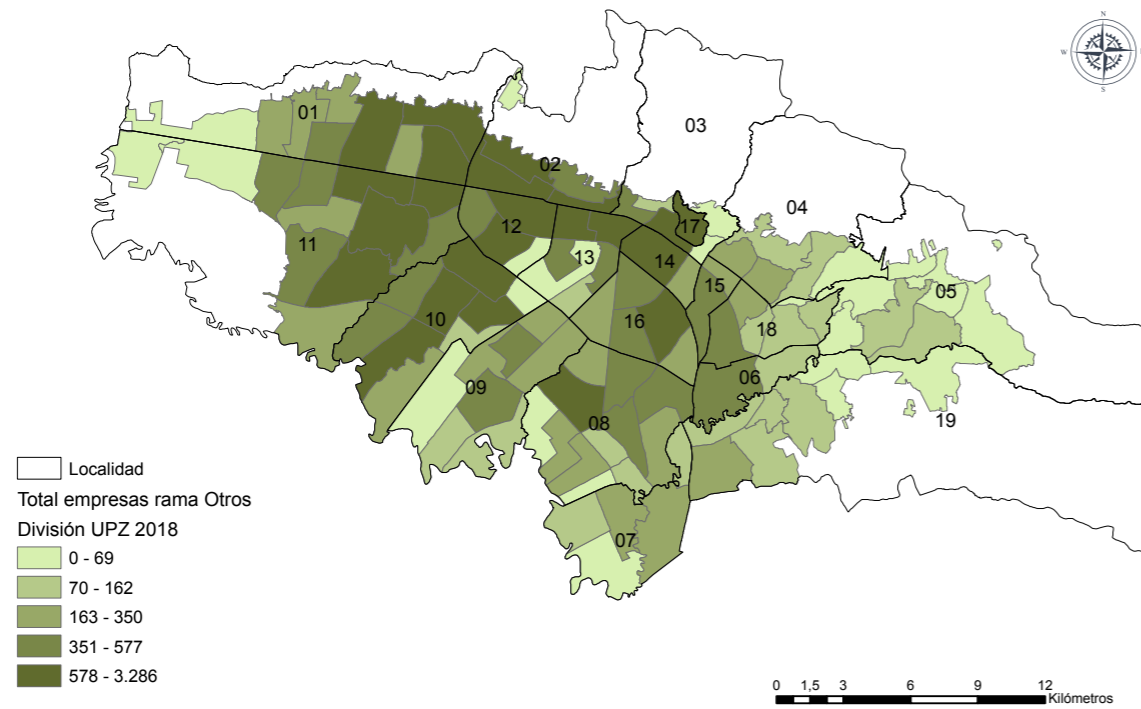 N
W
S
03
01
02
04
17
12
11
14
13
15
05
10
16
18
09
06
08
19
07
Localidad
Total empresas rama Otros
División UPZ 2018
0 - 69
70 - 162
163 - 350
351 - 577
578 - 3.286
0 1,5 3 6 9 12
Kilómetros